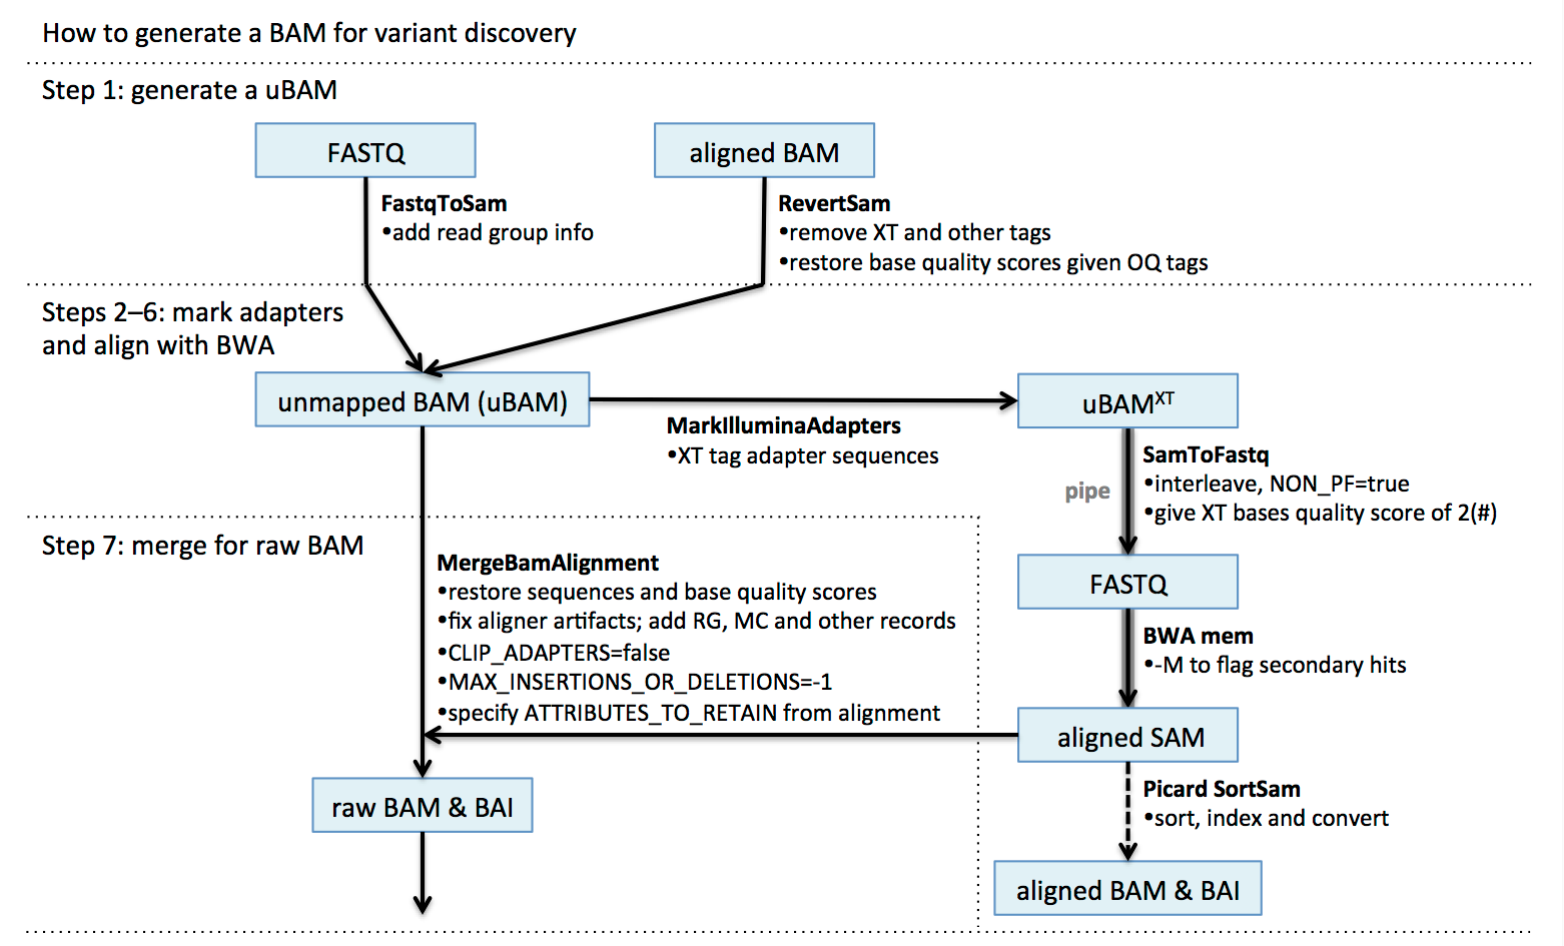 How to generate a BAM for variant discovery
Step 1: generate a uBAM
FASTQ
aligned BAM
FastqToSam
•add read group info
RevertSam
•remove XT and other tags
•restore base quality scores given OQ tags
Steps 2–6: mark adapters
and align with BWA
unmapped BAM (uBAM)
uBAMXT
MarkIlluminaAdapters
•XT tag adapter sequences
pipe
SamToFastq
•interleave, NON_PF=true
•give XT bases quality score of 2(#)
Step 7: merge for raw BAM
MergeBamAlignment
•restore sequences and base quality scores
•fix aligner artifacts; add RG, MC and other records
•CLIP_ADAPTERS=false
•MAX_INSERTIONS_OR_DELETIONS=-1
•specify ATTRIBUTES_TO_RETAIN from alignment
FASTQ
BWA mem
•-M to flag secondary hits
aligned SAM
raw BAM & BAI
Picard SortSam
•sort, index and convert
aligned BAM & BAI